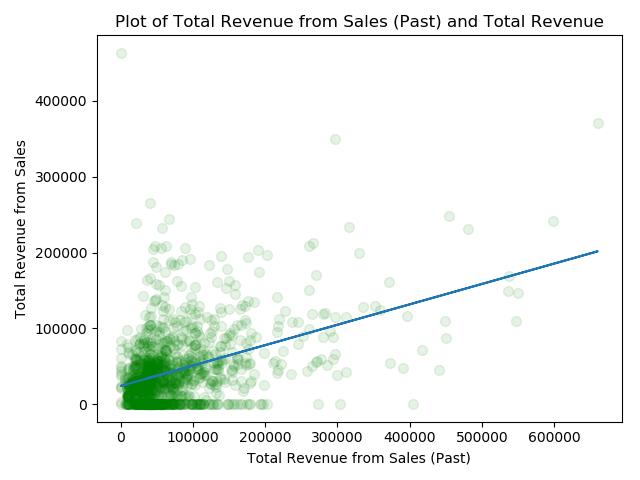 Plot of Total Revenue from Sales (Past) and Total Revenue
Total Revenue from Sales
400000
300000
200000
100000
0
0 100000 200000 300000 400000 500000 600000
Total Revenue from Sales (Past)